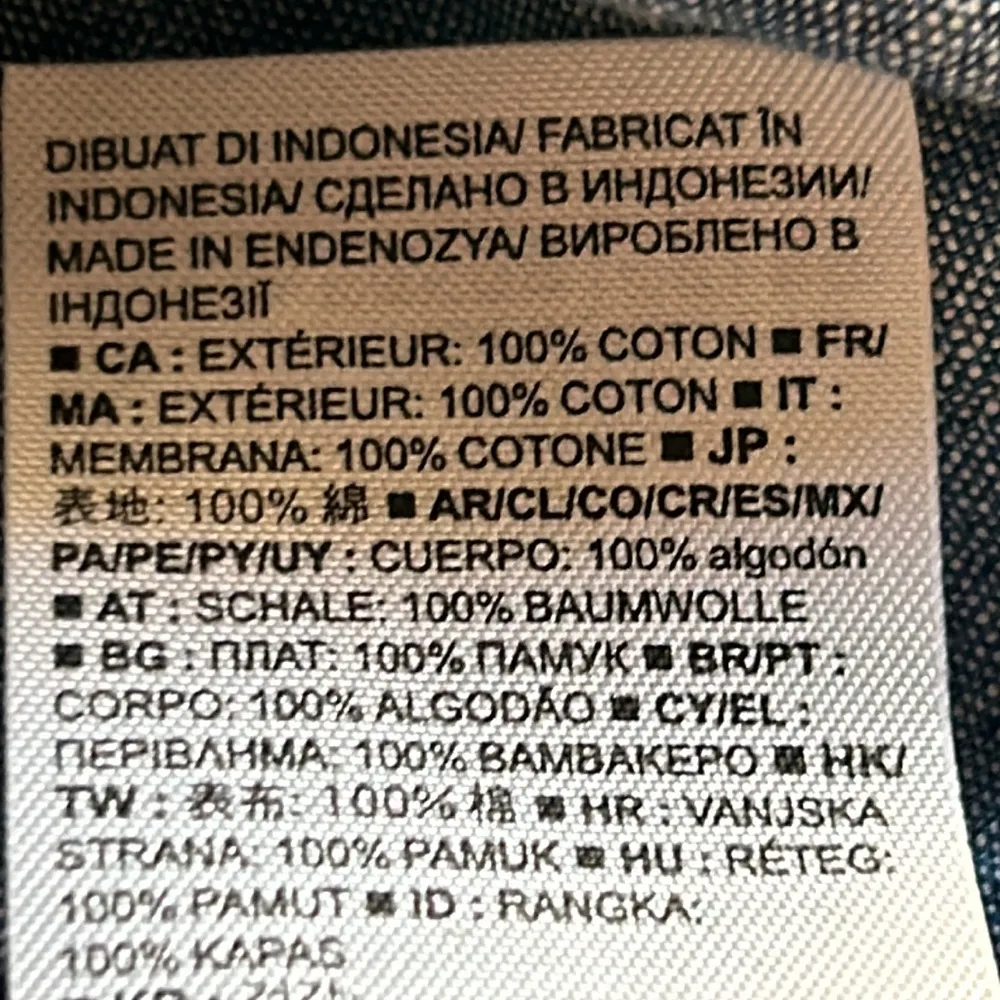 DIBUAT DI INDONESIA/ FABRICAT ÎN
INDONESIA/ СДЕЛАНО В ИНДОНЕЗИИ/
MADE IN ENDENOZYA/ ВИРОБЛЕНО В
ІНДОНЕЗІЇ
■ CA : EXTÉRIEUR: 100% COTON ■ FR/
MA : EXTÉRIEUR: 100% COTON ■ IT :
MEMBRANA: 100% COTONE ■ JP :
表地: 100% 綿 ■ AR/CL/CO/CR/ES/MX/
PA/PE/PY/UY : CUERPO: 100% algodón
■ AT : SCHALE: 100% BAUMWOLLE
■ BG : ПЛАТ: 100% ПАМУК ■ BR/PT :
CORPO: 100% ALGODÃO ■ CY/EL :
ΠΕΡΙΒΛΗΜΑ: 100% ΒΑΜΒΑΚΕΡΟ ■ HK/
TW : 表布: 100% 棉 ■ HR : VANJSKA
STRANA: 100% PAMUK ■ HU : RÉTEG:
100% PAMUT ■ ID : RANGKA:
100% KAPAS